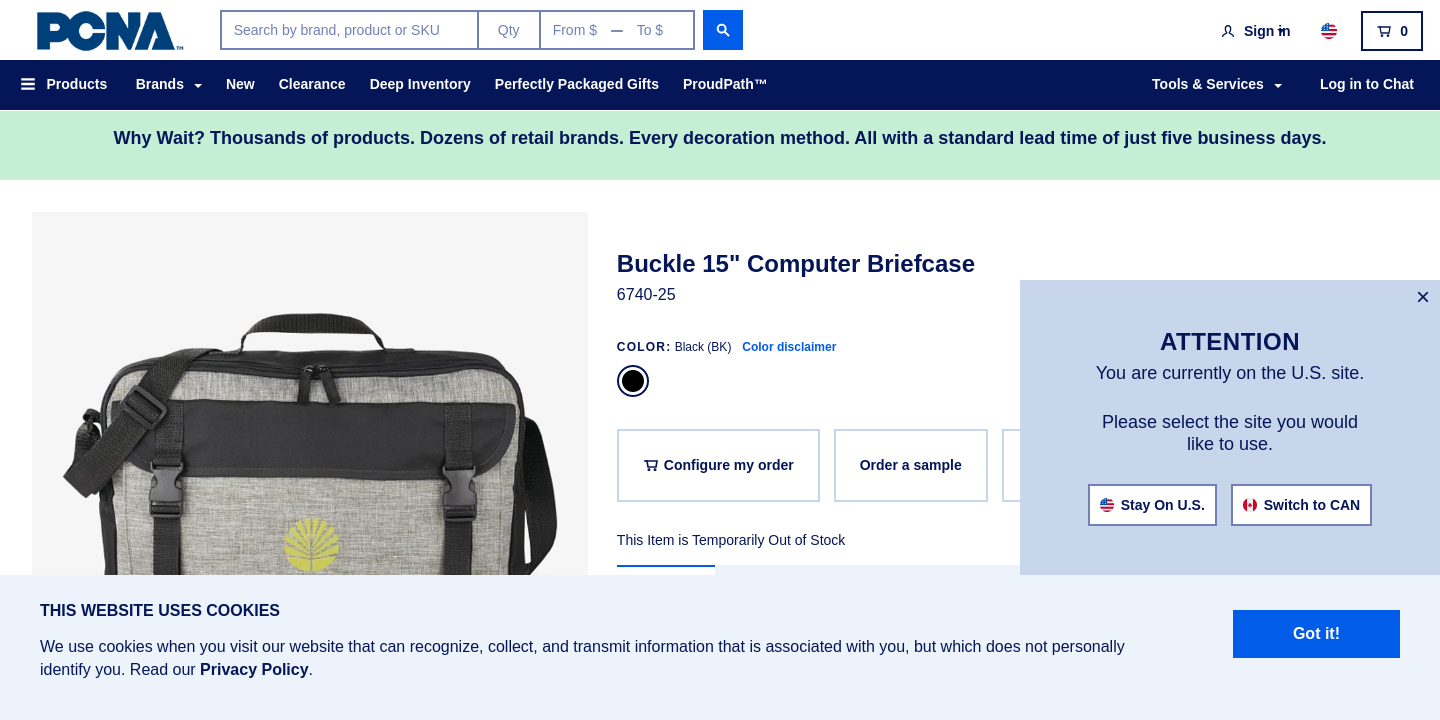 PCNA™
Search by brand, product or SKU
Qty
From $ — To $
Sign in
0
Products
Brands
New
Clearance
Deep Inventory
Perfectly Packaged Gifts
ProudPath™
Tools & Services
Log in to Chat
Why Wait? Thousands of products. Dozens of retail brands. Every decoration method. All with a standard lead time of just five business days.
Buckle 15" Computer Briefcase
6740-25
COLOR: Black (BK) Color disclaimer
Configure my order
Order a sample
This Item is Temporarily Out of Stock
×
ATTENTION
You are currently on the U.S. site.
Please select the site you would
like to use.
Stay On U.S.
Switch to CAN
THIS WEBSITE USES COOKIES
We use cookies when you visit our website that can recognize, collect, and transmit information that is associated with you, but which does not personally
identify you. Read our Privacy Policy.
Got it!